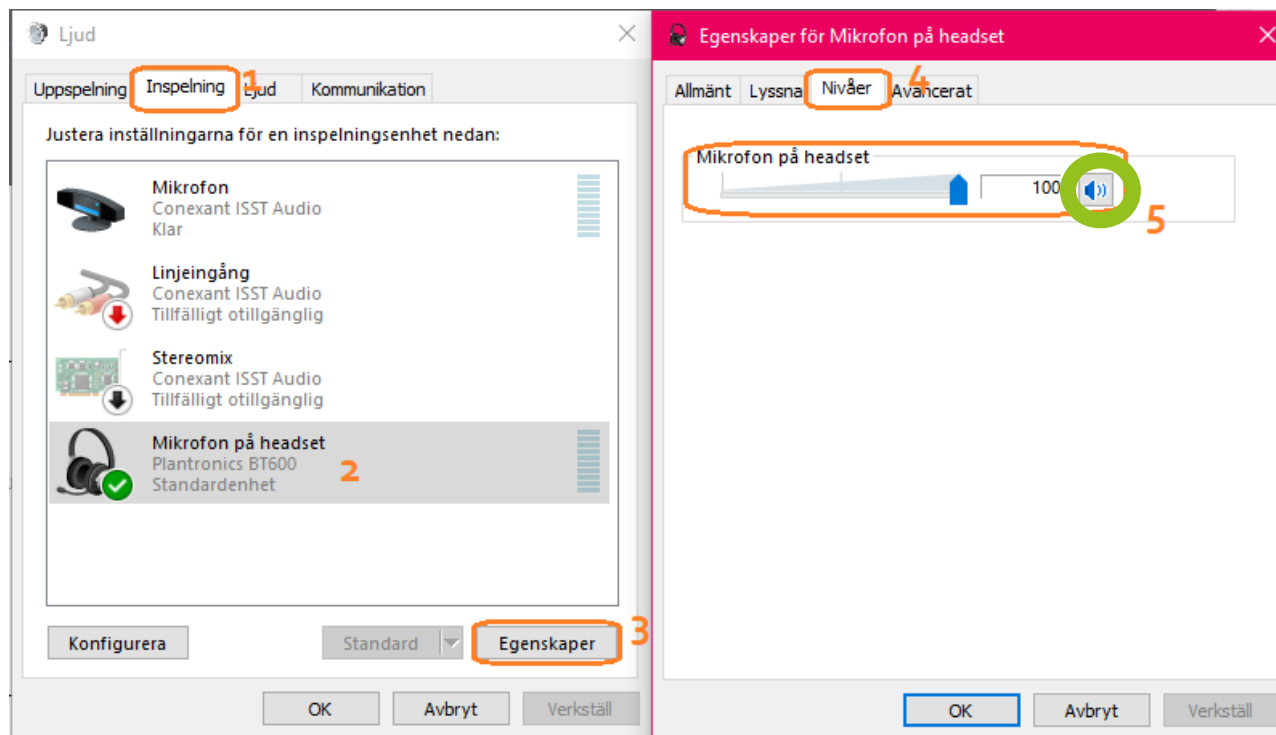 Ljud
Uppspelning Inspelning 1 Ljud Kommunikation
Justera inställningarna för en inspelningsenhet nedan:
Mikrofon
Conexant ISST Audio
Klar
Linjeingång
Conexant ISST Audio
Tillfälligt otillgänglig
Stereomix
Conexant ISST Audio
Tillfälligt otillgänglig
Mikrofon på headset
Plantronics BT600
Standardenhet
2
Konfigurera Standard Egenskaper 3
OK Avbryt Verkställ
Egenskaper för Mikrofon på headset
Allmänt Lyssna Nivåer 4 Avancerat
Mikrofon på headset
100
5
OK Avbryt Verkställ